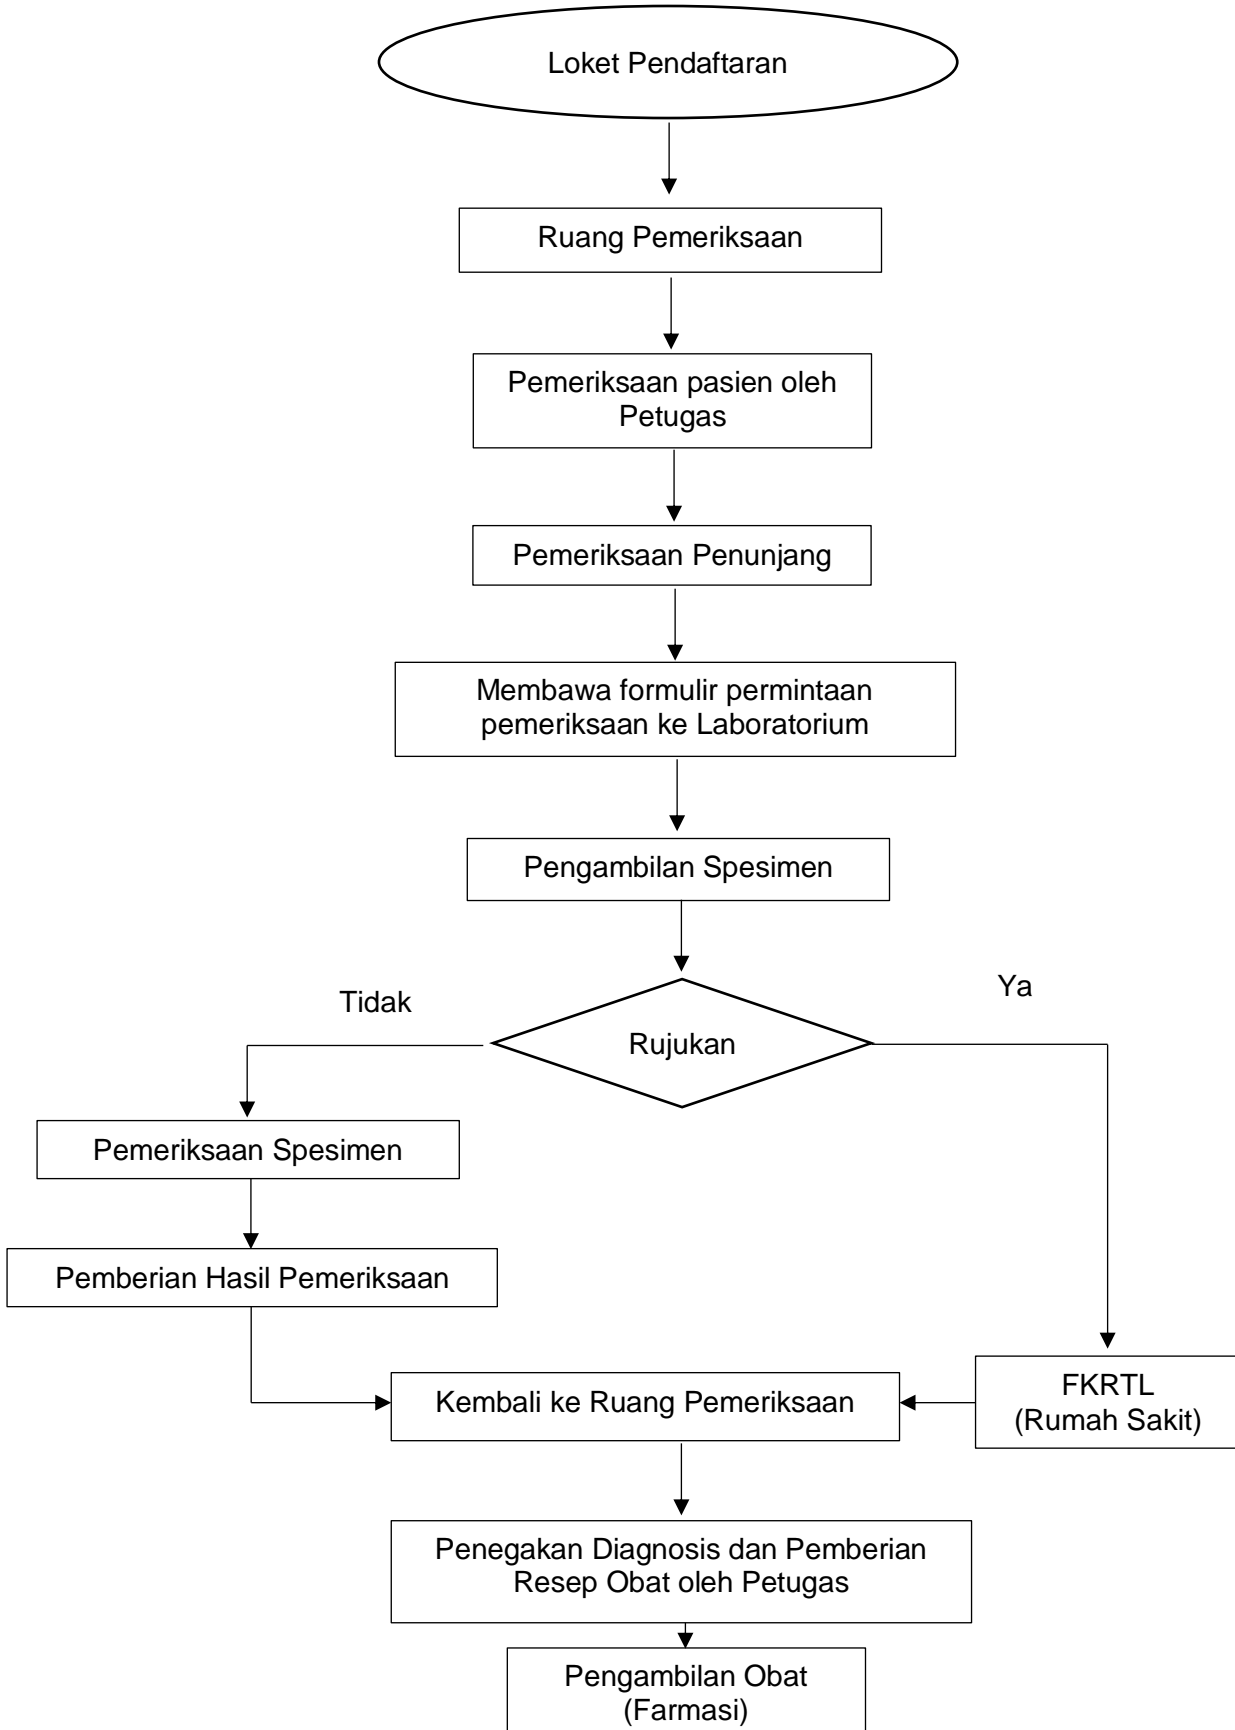 Loket Pendaftaran
Ruang Pemeriksaan
Pemeriksaan pasien oleh
Petugas
Pemeriksaan Penunjang
Membawa formulir permintaan
pemeriksaan ke Laboratorium
Pengambilan Spesimen
Tidak
Ya
Rujukan
Pemeriksaan Spesimen
Pemberian Hasil Pemeriksaan
Kembali ke Ruang Pemeriksaan
FKRTL
(Rumah Sakit)
Penegakan Diagnosis dan Pemberian
Resep Obat oleh Petugas
Pengambilan Obat
(Farmasi)